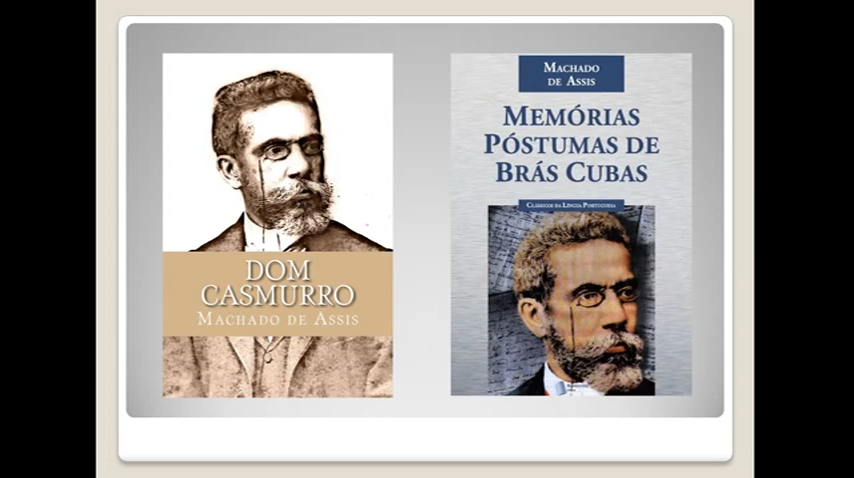 DOM
CASMURRO
MACHADO DE ASSIS
MACHADO
DE ASSIS
MEMÓRIAS
PÓSTUMAS DE
BRÁS CUBAS
CLÁSSICOS DA LÍNGUA PORTUGUESA